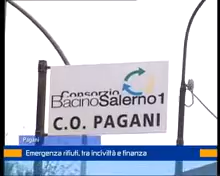 Consorzio
BacinoSalerno1
C.O. PAGANI
Pagani
Emergenza rifiuti, tra inciviltà e finanza